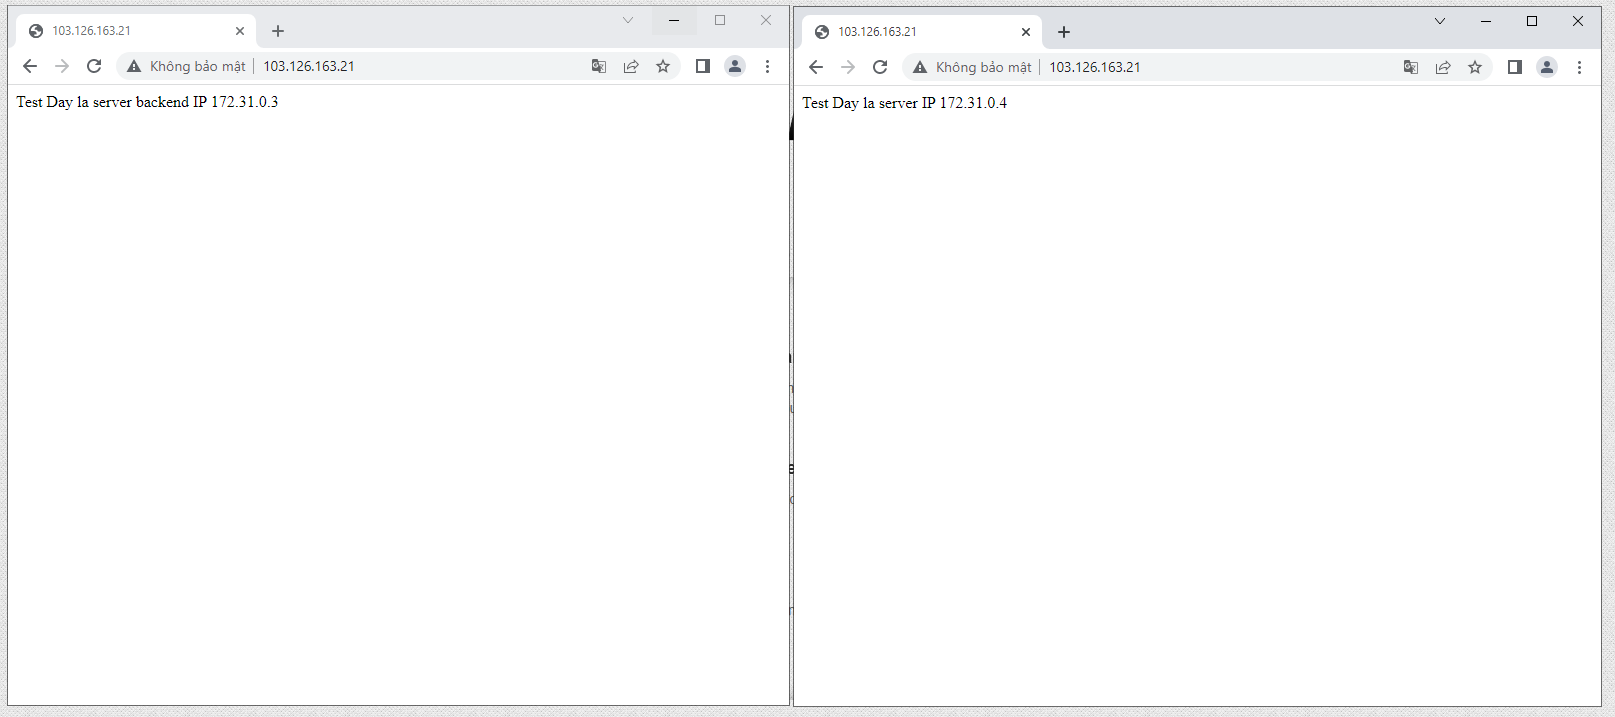 103.126.163.21
Không bảo mật 103.126.163.21
Test Day la server backend IP 172.31.0.3
103.126.163.21
Không bảo mật 103.126.163.21
Test Day la server IP 172.31.0.4